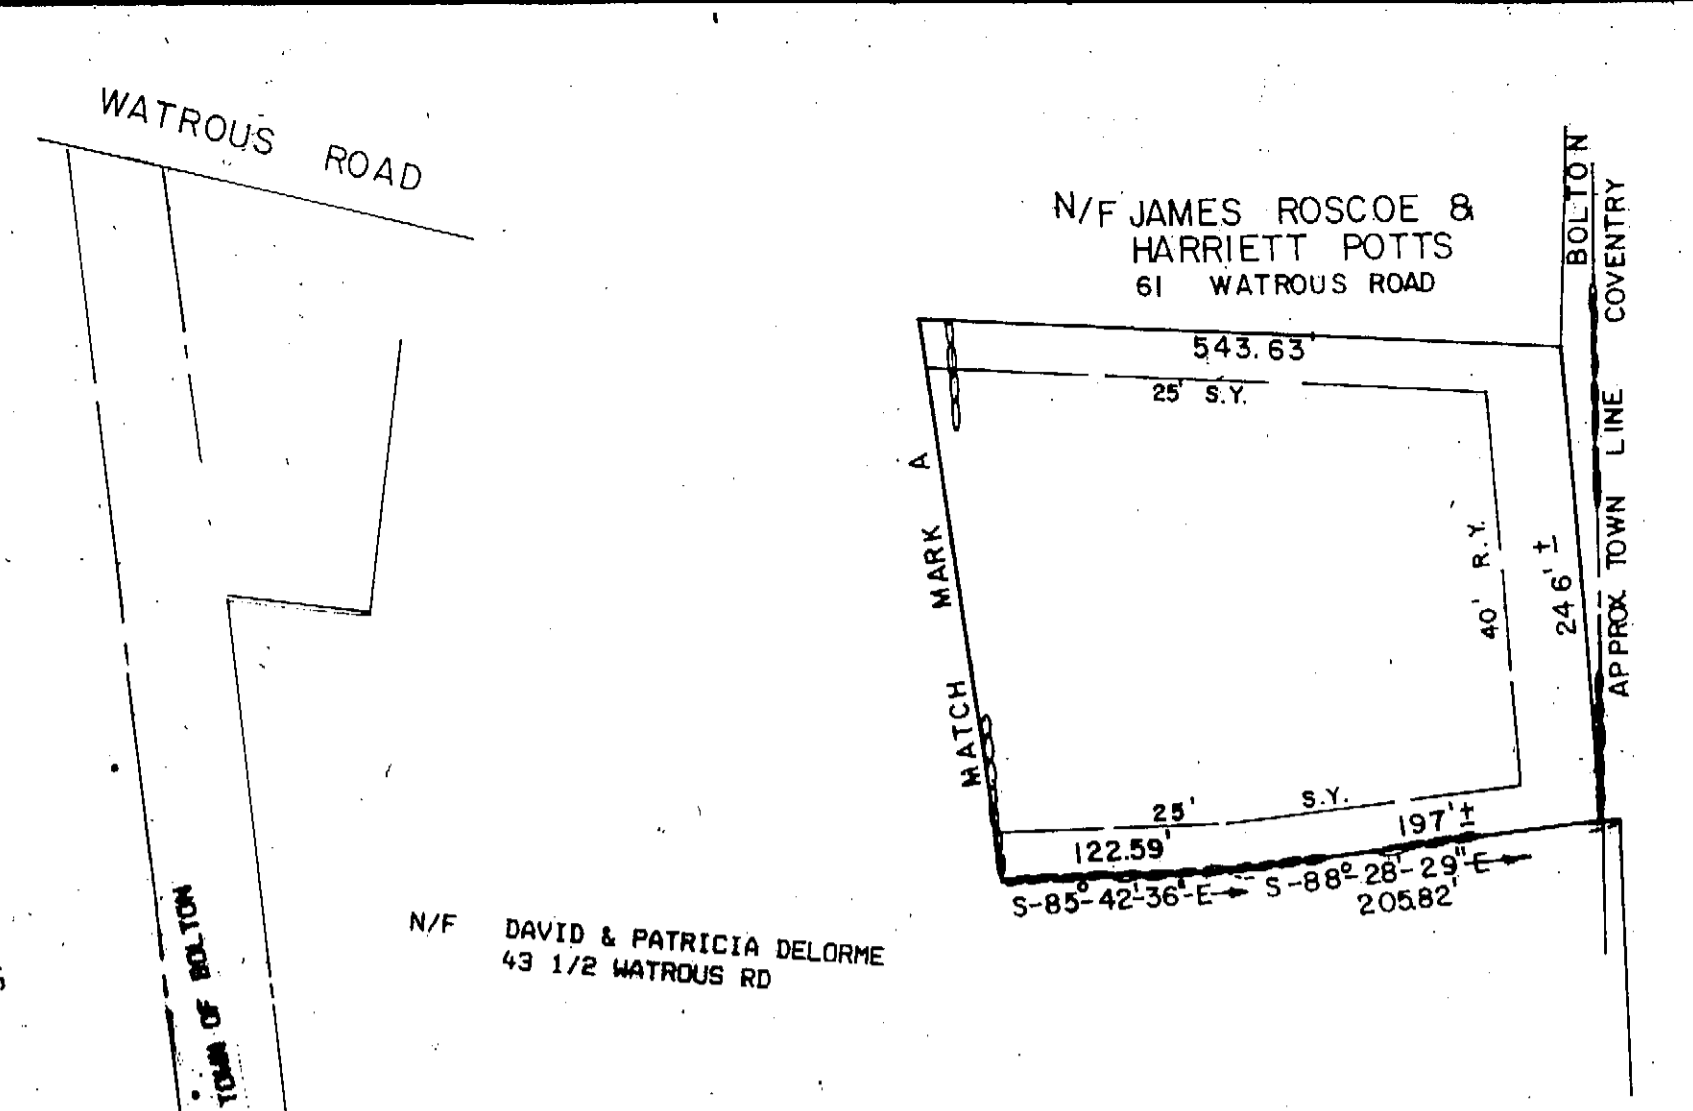 WATROUS ROAD
N/F JAMES ROSCOE &
HARRIETT POTTS
61 WATROUS ROAD
BOLTON
APPROX. TOWN LINE COVENTRY
543.63'
25' S.Y.
MATCH MARK A
40' R.Y.
246' ±
25' S.Y.
122.59'
197' ±
S-85°-42'-36"-E
S-88°-28'-29"-E
205.82'
N/F DAVID & PATRICIA DELORME
43 1/2 WATROUS RD
TOWN OF BOLTON